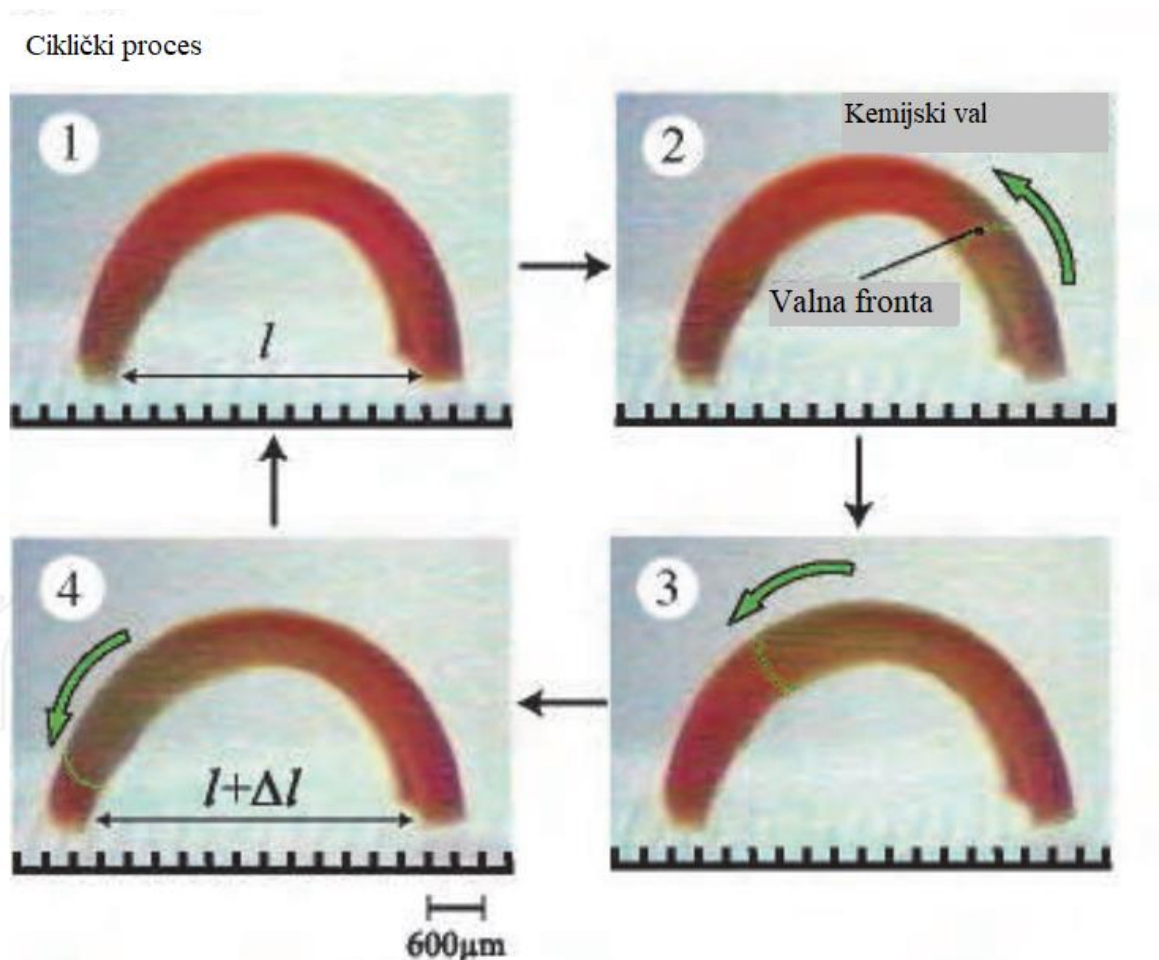 Ciklički proces
1
2
Kemijski val
Valna fronta
l
4
3
l+Δl
600μm